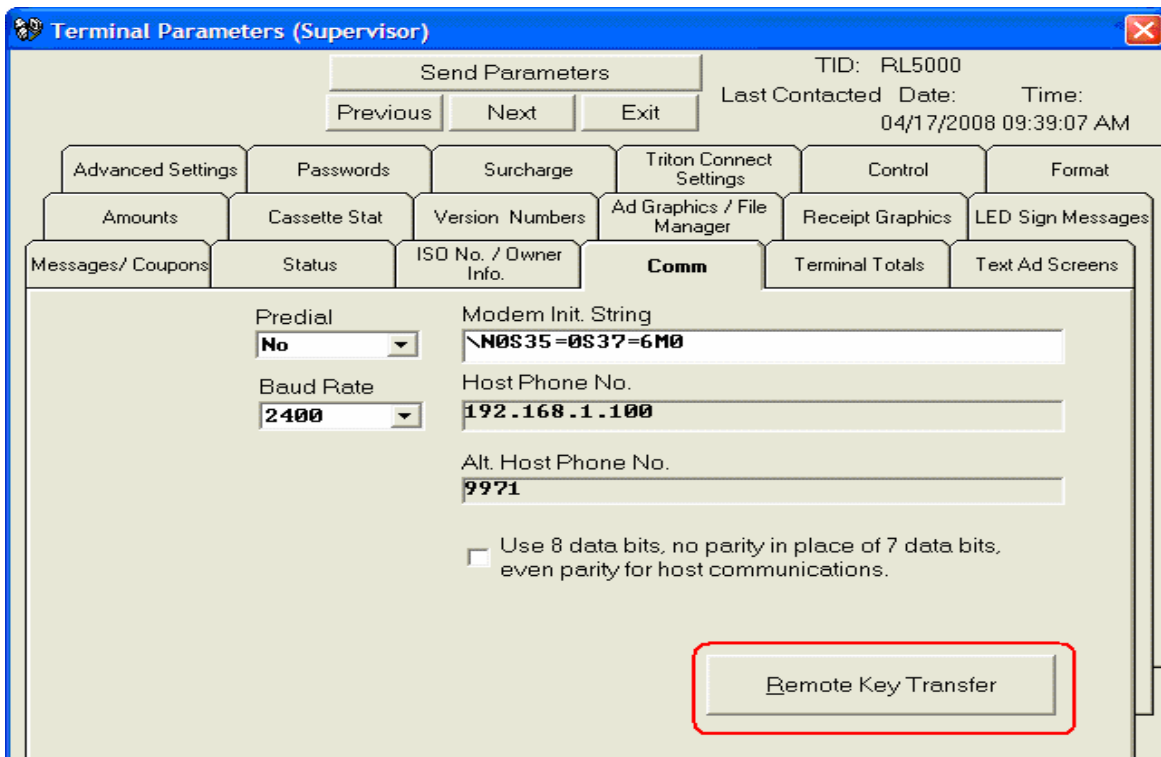 Terminal Parameters (Supervisor)
Send Parameters
TID: RL5000
Previous
Next
Exit
Last Contacted Date: Time:
04/17/2008 09:39:07 AM
Advanced Settings
Passwords
Surcharge
Triton Connect
Settings
Control
Format
Amounts
Cassette Stat
Version Numbers
Ad Graphics / File
Manager
Receipt Graphics
LED Sign Messages
Messages/ Coupons
Status
ISO No. / Owner
Info.
Comm
Terminal Totals
Text Ad Screens
Predial
No
Baud Rate
2400
Modem Init. String
\N0S35=0S37=6M0
Host Phone No.
192.168.1.100
Alt. Host Phone No.
9971
Use 8 data bits, no parity in place of 7 data bits,
even parity for host communications.
Remote Key Transfer